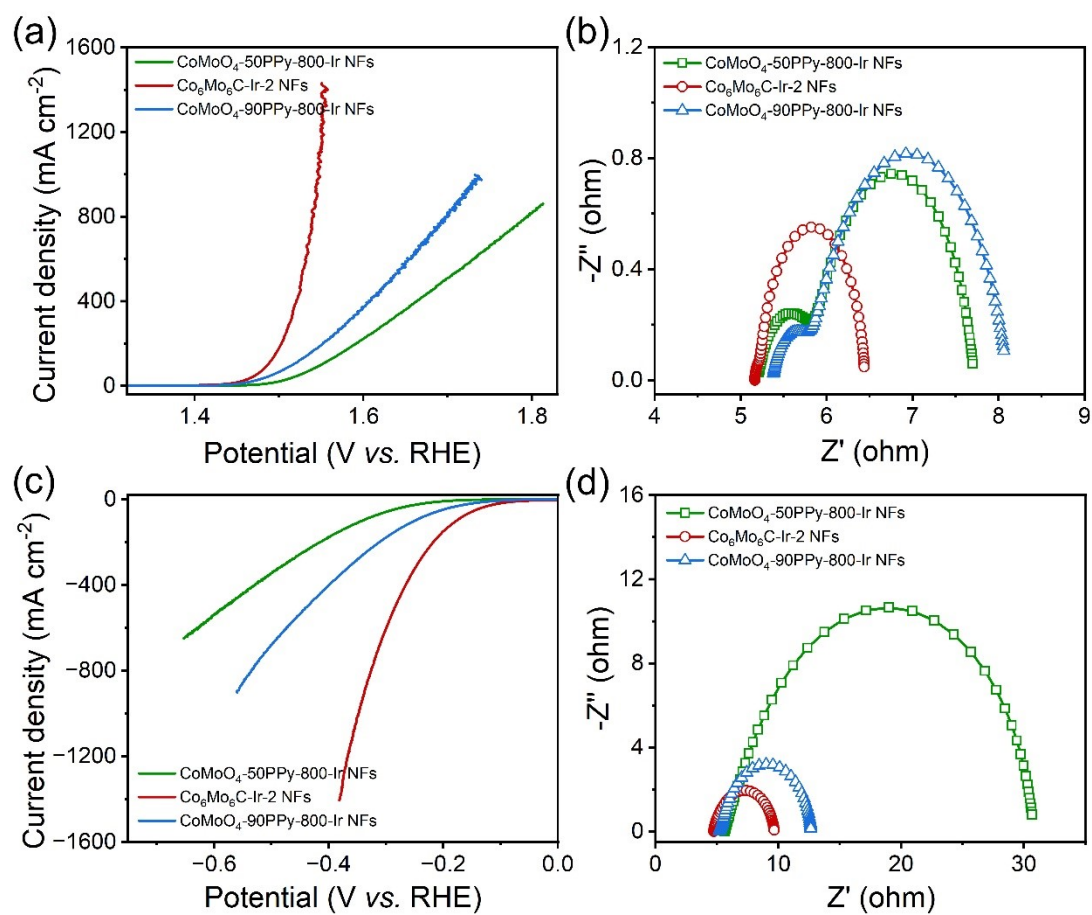 (a)
1600
1200
800
400
0
Current density (mA cm⁻²)
CoMoO₄-50PPy-800-Ir NFs
Co₆Mo₆C-Ir-2 NFs
CoMoO₄-90PPy-800-Ir NFs
1.4
1.6
1.8
Potential (V vs. RHE)
(b)
1.2
0.8
0.4
0.0
-Z" (ohm)
CoMoO₄-50PPy-800-Ir NFs
Co₆Mo₆C-Ir-2 NFs
CoMoO₄-90PPy-800-Ir NFs
4
5
6
7
8
9
Z' (ohm)
(c)
0
−400
−800
−1200
−1600
Current density (mA cm⁻²)
CoMoO₄-50PPy-800-Ir NFs
Co₆Mo₆C-Ir-2 NFs
CoMoO₄-90PPy-800-Ir NFs
−0.6
−0.4
−0.2
0.0
Potential (V vs. RHE)
(d)
16
12
8
4
0
-Z" (ohm)
CoMoO₄-50PPy-800-Ir NFs
Co₆Mo₆C-Ir-2 NFs
CoMoO₄-90PPy-800-Ir NFs
0
10
20
30
Z' (ohm)